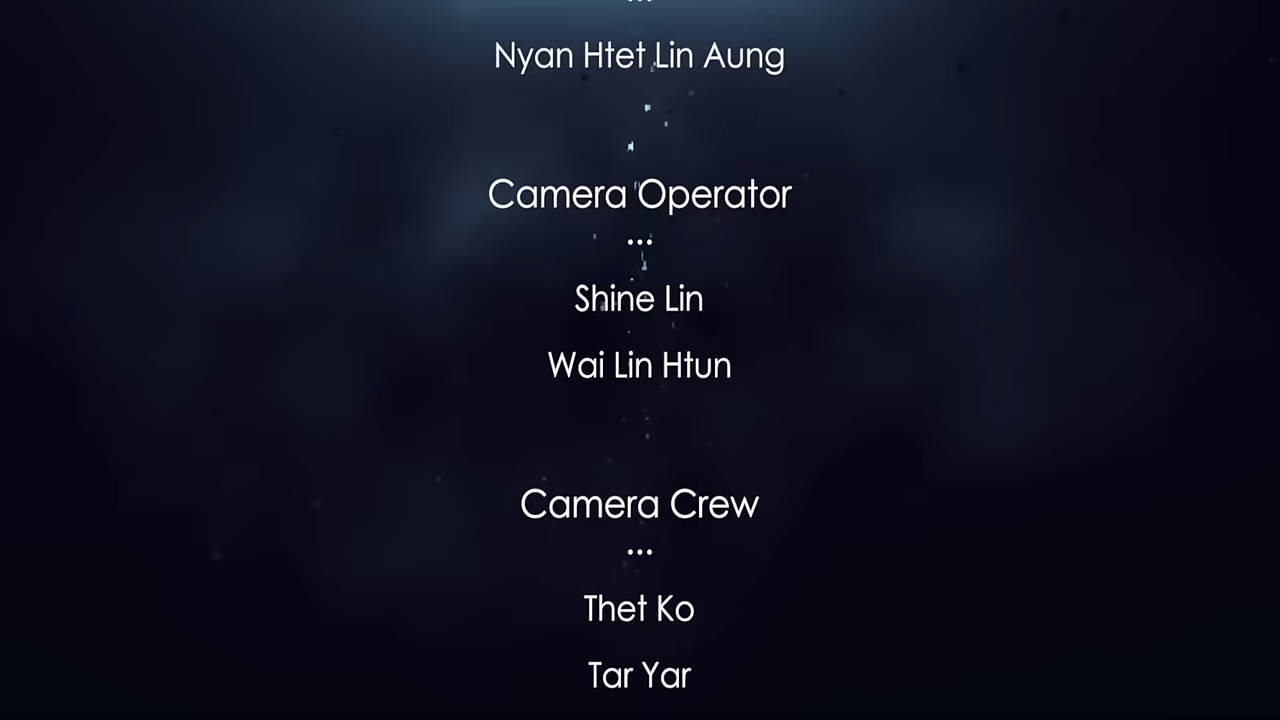 ...
Nyan Htet Lin Aung
Camera Operator
...
Shine Lin
Wai Lin Htun
Camera Crew
...
Thet Ko
Tar Yar